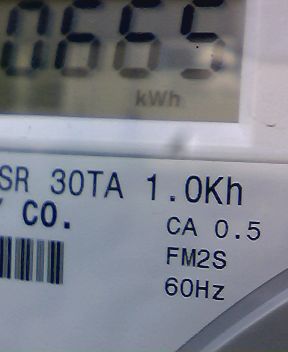 0665
kWh
SR 30TA 1.0Kh
Y CO.
CA 0.5
FM2S
60Hz